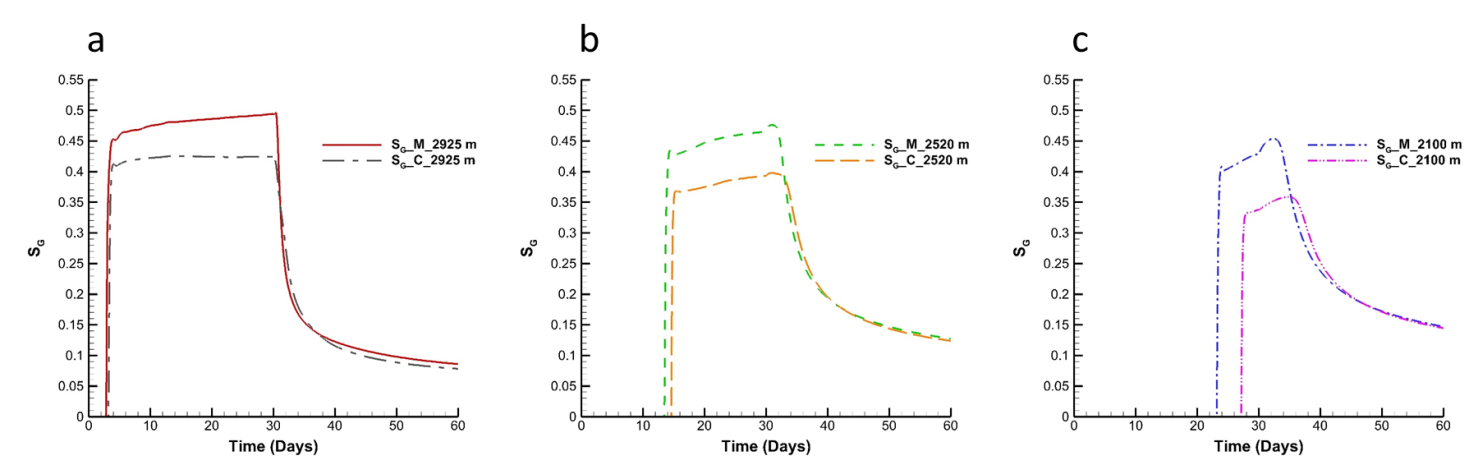 a
0.55
0.5
0.45
0.4
0.35
0.3
0.25
0.2
0.15
0.1
0.05
0
S_G
0 10 20 30 40 50 60
Time (Days)
S_G_M_2925 m
S_G_C_2925 m
b
0.55
0.5
0.45
0.4
0.35
0.3
0.25
0.2
0.15
0.1
0.05
0
S_G
0 10 20 30 40 50 60
Time (Days)
S_G_M_2520 m
S_G_C_2520 m
c
0.55
0.5
0.45
0.4
0.35
0.3
0.25
0.2
0.15
0.1
0.05
0
S_G
0 10 20 30 40 50 60
Time (Days)
S_G_M_2100 m
S_G_C_2100 m